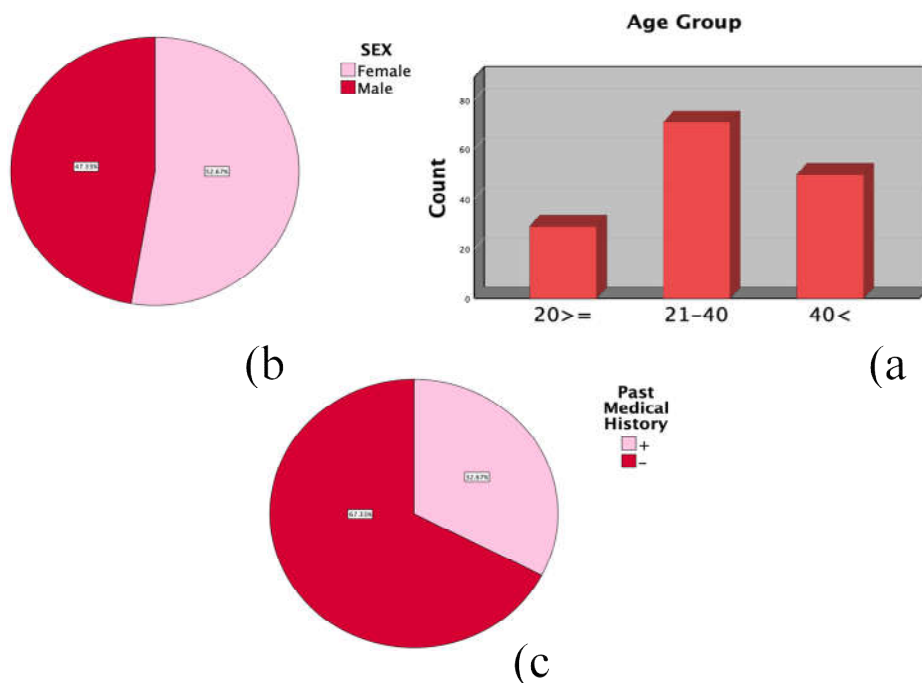 SEX
Female
Male
47.33%
52.67%
(b
Age Group
Count
80
60
40
20
0
20>=
21-40
40<
(a
Past
Medical
History
+
-
32.67%
67.33%
(c